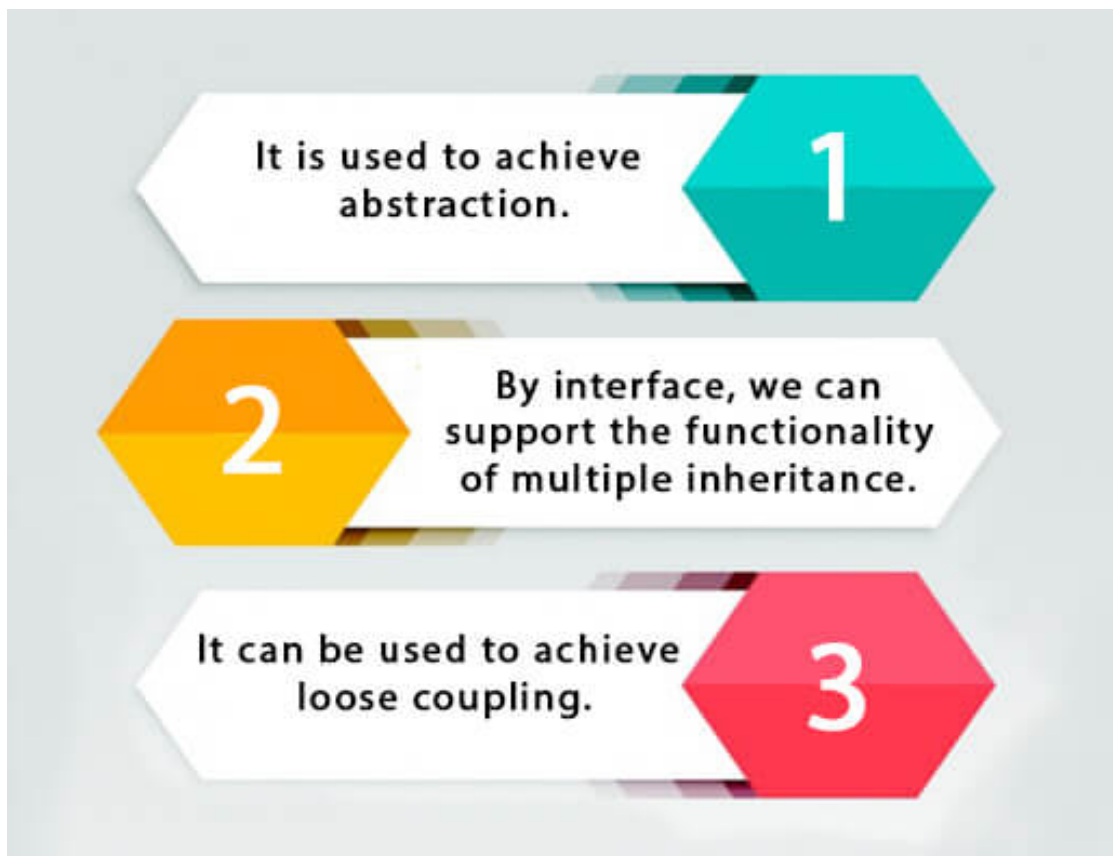 It is used to achieve
abstraction.
1
2
By interface, we can
support the functionality
of multiple inheritance.
It can be used to achieve
loose coupling.
3